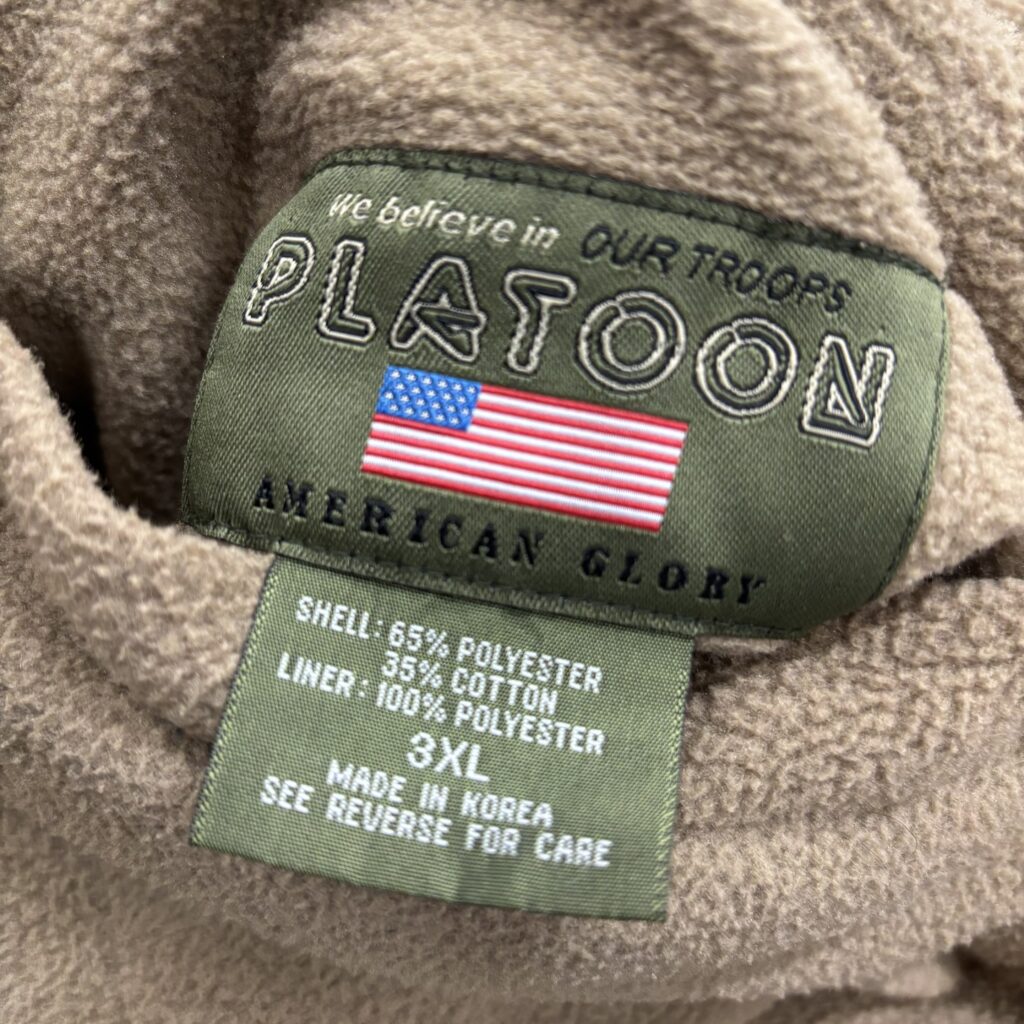 We believe in OUR TROOPS
PLATOON
AMERICAN GLORY
SHELL: 65% POLYESTER
35% COTTON
LINER: 100% POLYESTER
3XL
MADE IN KOREA
SEE REVERSE FOR CARE